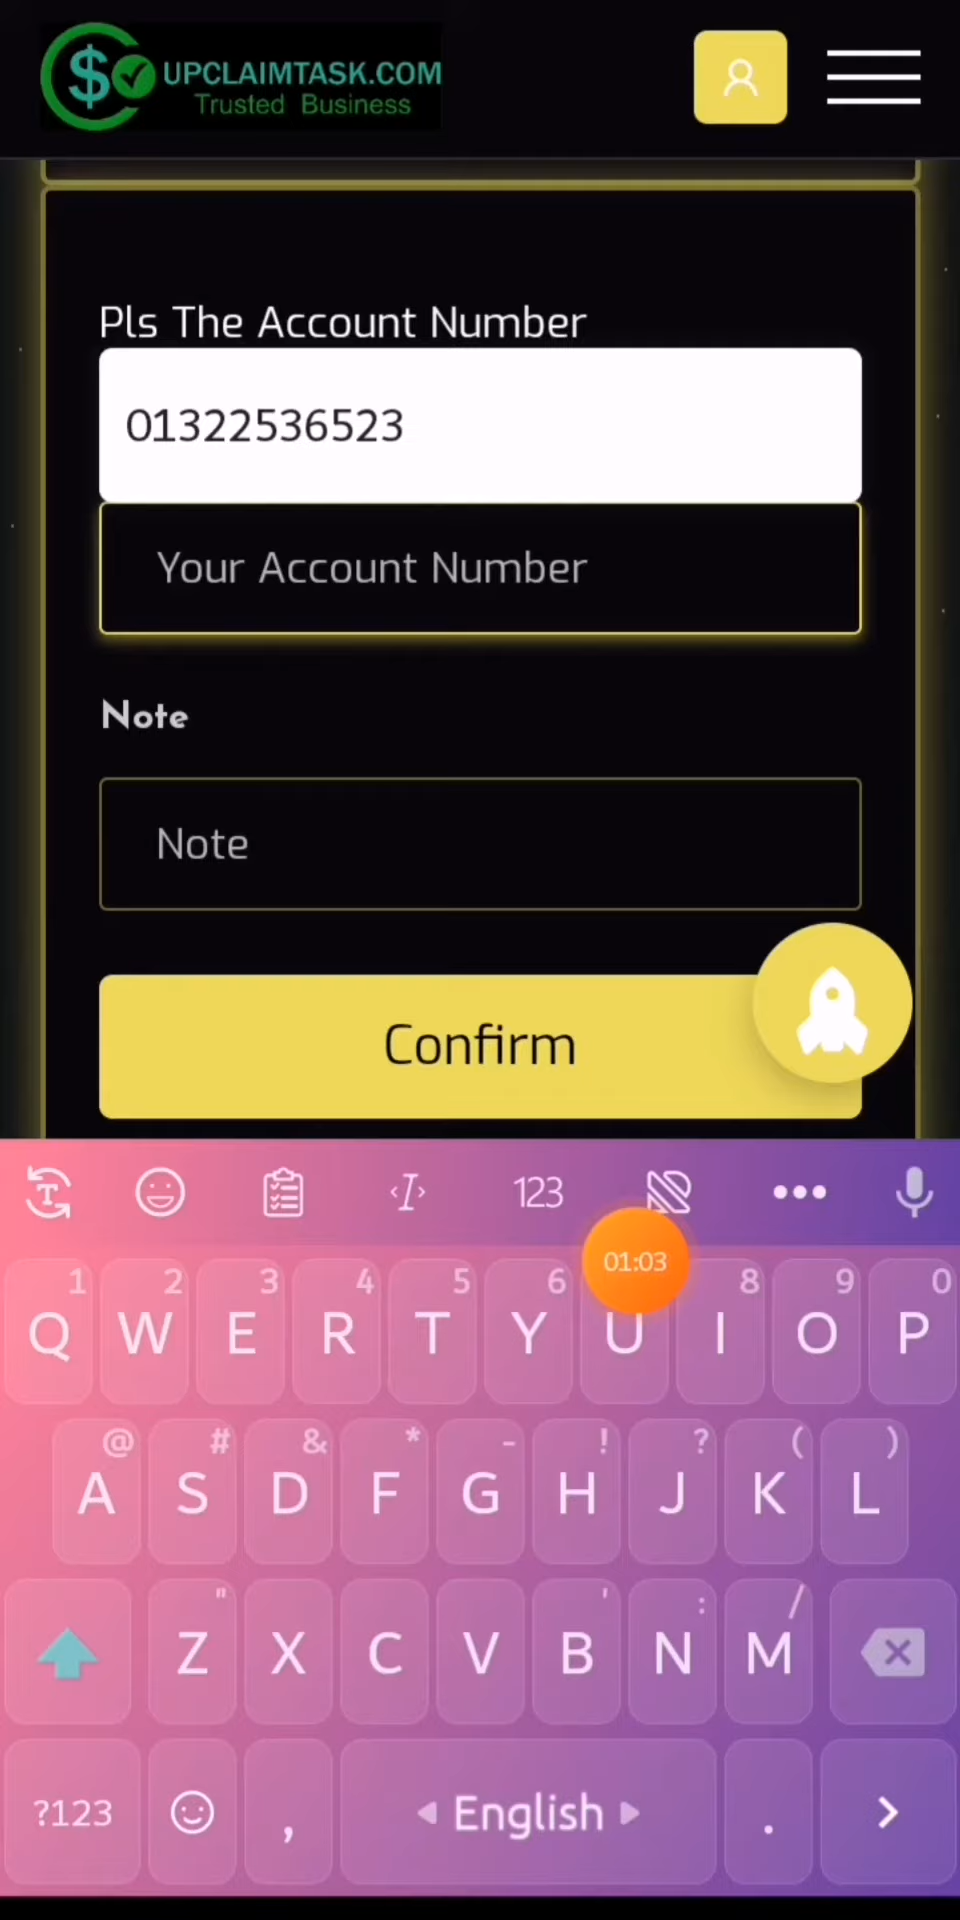 UPCLAIMTASK.COM
Trusted Business
Pls The Account Number
01322536523
Your Account Number
Note
Note
Confirm
T 123
01:03
1 2 3 4 5 6 8 9 0
Q W E R T Y U I O P
@ # & * - ! ? ( )
A S D F G H J K L
" ' : /
Z X C V B N M
?123 , English .